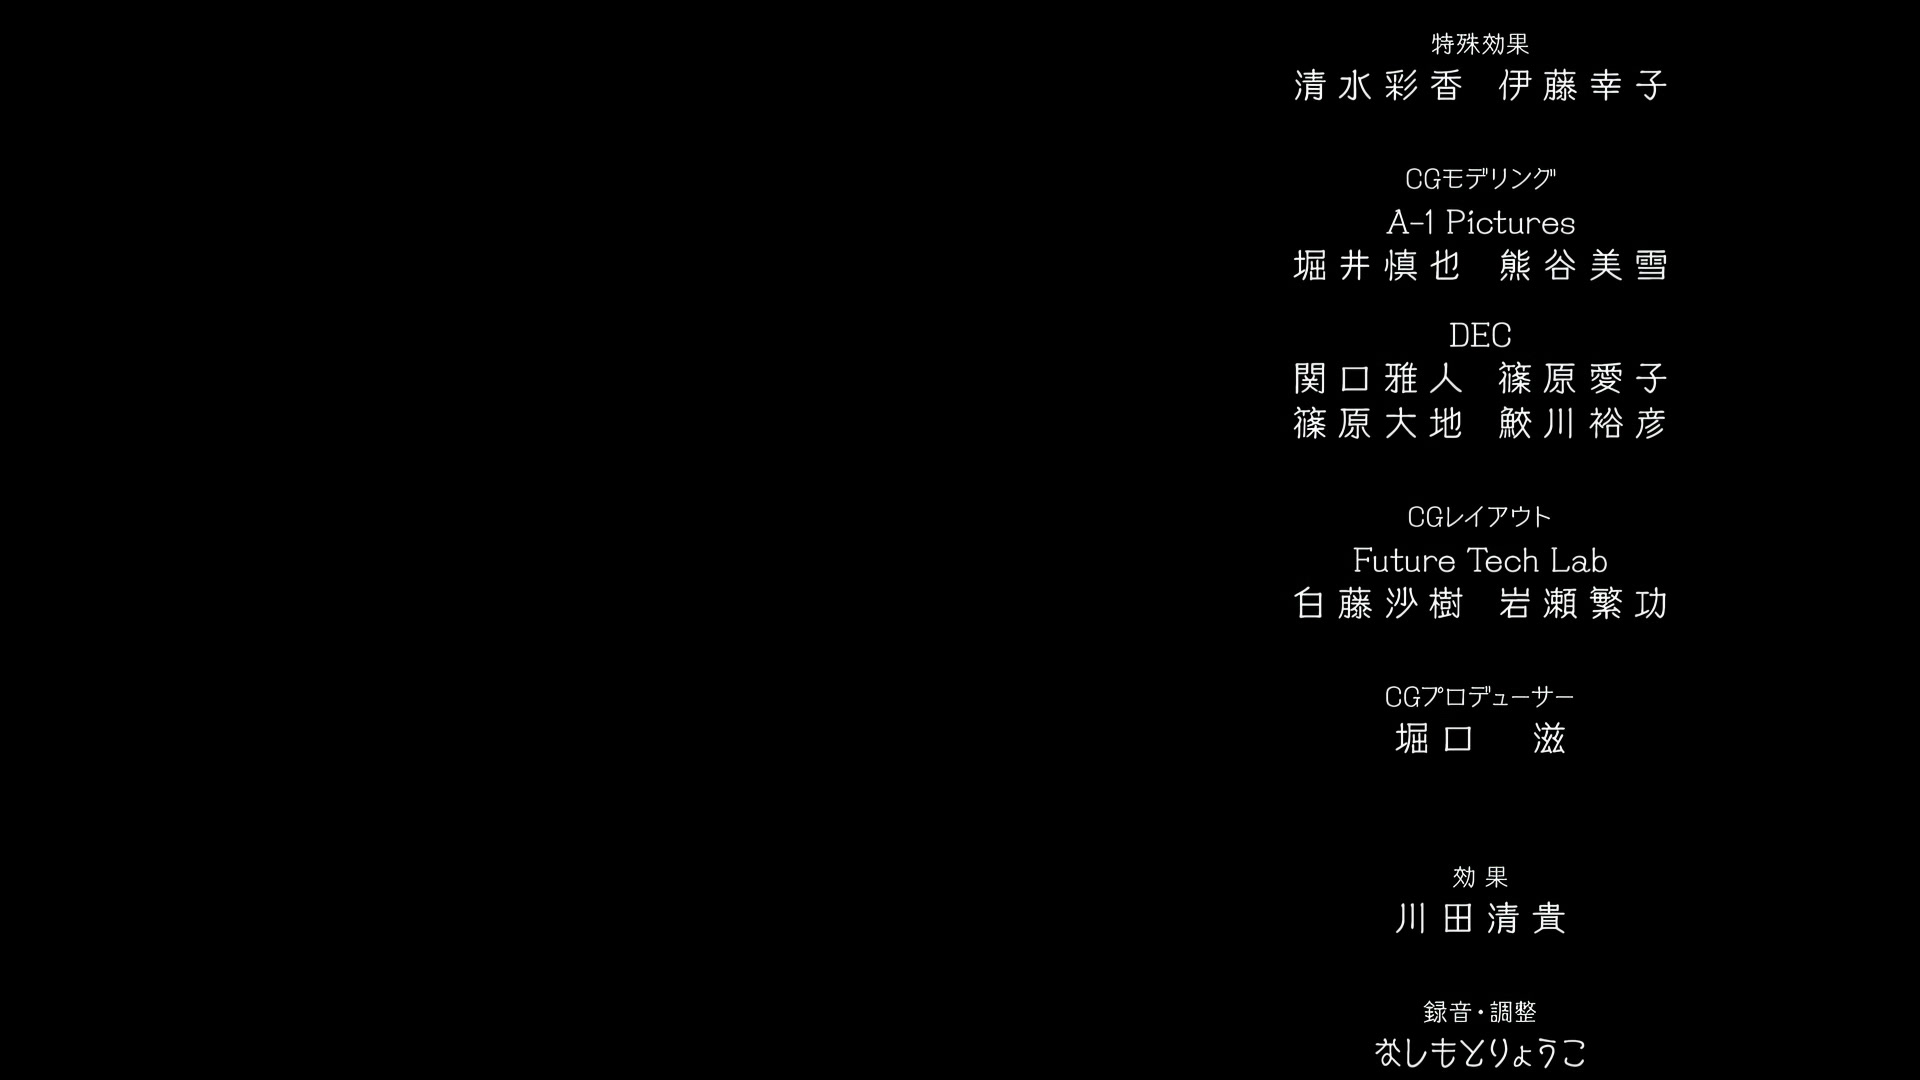 特殊効果
清水彩香 伊藤幸子
CGモデリング
A-1 Pictures
堀井慎也 熊谷美雪
DEC
関口雅人 篠原愛子
篠原大地 鮫川裕彦
CGレイアウト
Future Tech Lab
白藤沙樹 岩瀬繁功
CGプロデューサー
堀口 滋
効果
川田清貴
録音・調整
なしもとりょうこ